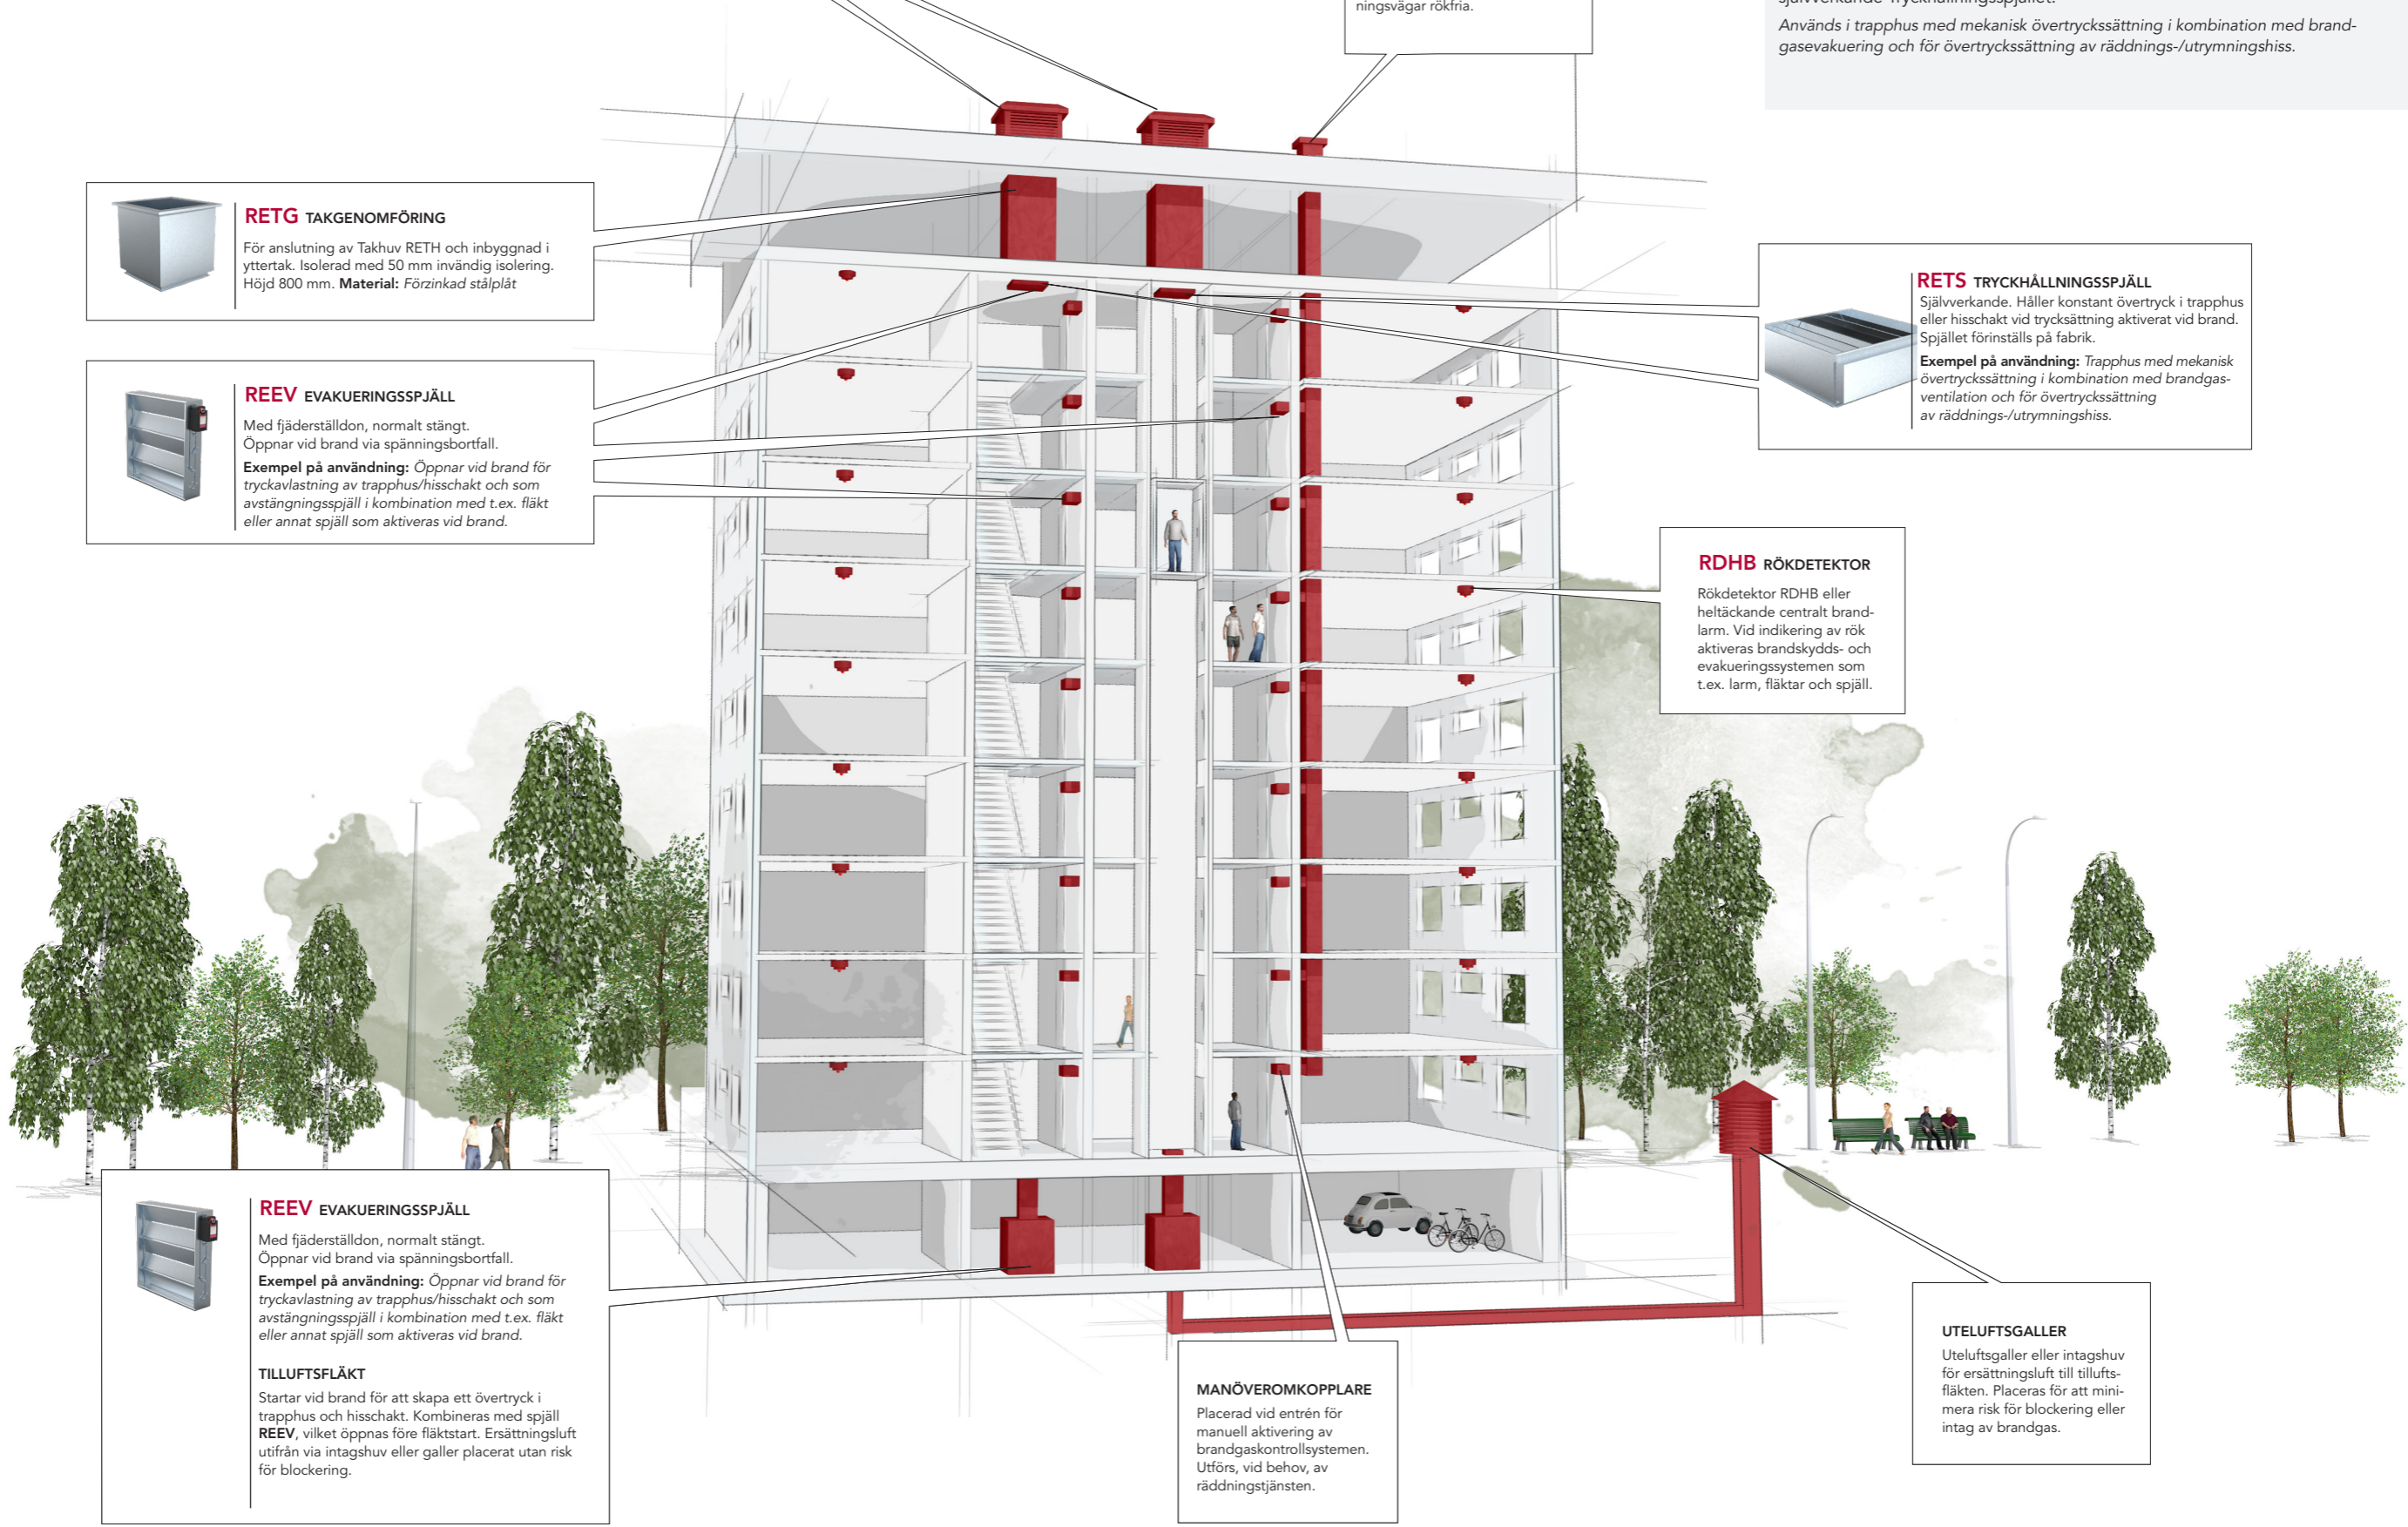 ningsvägar rökfria.
självverkande Tryckhållningsspjället.
Används i trapphus med mekanisk övertryckssättning i kombination med brand-
gasevakuering och för övertryckssättning av räddnings-/utrymningshiss.
RETG TAKGENOMFÖRING
För anslutning av Takhuv RETH och inbyggnad i
yttertak. Isolerad med 50 mm invändig isolering.
Höjd 800 mm. Material: Förzinkad stålplåt
RETS TRYCKHÅLLNINGSSPJÄLL
Självverkande. Håller konstant övertryck i trapphus
eller hisschakt vid trycksättning aktiverat vid brand.
Spjället förinställs på fabrik.
Exempel på användning: Trapphus med mekanisk
övertryckssättning i kombination med brandgas-
ventilation och för övertryckssättning
av räddnings-/utrymningshiss.
REEV EVAKUERINGSSPJÄLL
Med fjäderställdon, normalt stängt.
Öppnar vid brand via spänningsbortfall.
Exempel på användning: Öppnar vid brand för
tryckavlastning av trapphus/hisschakt och som
avstängningsspjäll i kombination med t.ex. fläkt
eller annat spjäll som aktiveras vid brand.
RDHB RÖKDETEKTOR
Rökdetektor RDHB eller
heltäckande centralt brand-
larm. Vid indikering av rök
aktiveras brandskydds- och
evakueringssystemen som
t.ex. larm, fläktar och spjäll.
REEV EVAKUERINGSSPJÄLL
Med fjäderställdon, normalt stängt.
Öppnar vid brand via spänningsbortfall.
Exempel på användning: Öppnar vid brand för
tryckavlastning av trapphus/hisschakt och som
avstängningsspjäll i kombination med t.ex. fläkt
eller annat spjäll som aktiveras vid brand.
TILLUFTSFLÄKT
Startar vid brand för att skapa ett övertryck i
trapphus och hisschakt. Kombineras med spjäll
REEV, vilket öppnas före fläktstart. Ersättningsluft
utifrån via intagshuv eller galler placerat utan risk
för blockering.
MANÖVEROMKOPPLARE
Placerad vid entrén för
manuell aktivering av
brandgaskontrollsystemen.
Utförs, vid behov, av
räddningstjänsten.
UTELUFTSGALLER
Uteluftsgaller eller intagshuv
för ersättningsluft till tillufts-
fläkten. Placeras för att mini-
mera risk för blockering eller
intag av brandgas.